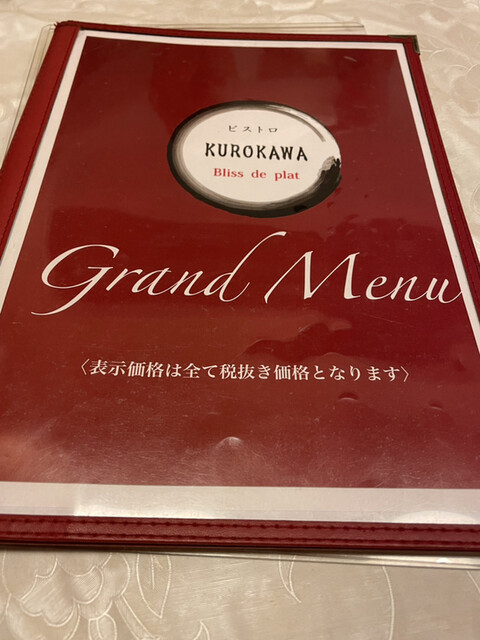 ビストロ
KUROKAWA
Bliss de plat
Grand Menu
〈表示価格は全て税抜き価格となります〉